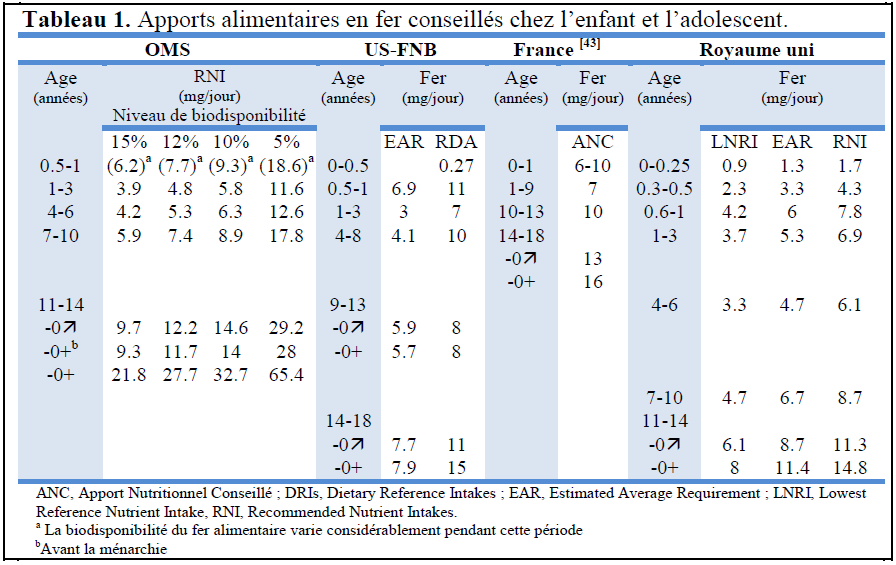 Tableau 1. Apports alimentaires en fer conseillés chez l’enfant et l’adolescent.
OMS US-FNB France [43] Royaume uni
Age RNI Age Fer Age Fer Age Fer
(années) (mg/jour) (années) (mg/jour) (années) (mg/jour) (années) (mg/jour)
Niveau de biodisponibilité
15% 12% 10% 5% EAR RDA ANC LNRI EAR RNI
0.5-1 (6.2)a (7.7)a (9.3)a (18.6)a 0-0.5 0.27 0-1 6-10 0-0.25 0.9 1.3 1.7
1-3 3.9 4.8 5.8 11.6 0.5-1 6.9 11 1-9 7 0.3-0.5 2.3 3.3 4.3
4-6 4.2 5.3 6.3 12.6 1-3 3 7 10-13 10 0.6-1 4.2 6 7.8
7-10 5.9 7.4 8.9 17.8 4-8 4.1 10 14-18 1-3 3.7 5.3 6.9
-0↗ 13
-0+ 16
11-14 9-13 4-6 3.3 4.7 6.1
-0↗ 9.7 12.2 14.6 29.2 -0↗ 5.9 8
-0+b 9.3 11.7 14 28 -0+ 5.7 8
-0+ 21.8 27.7 32.7 65.4
7-10 4.7 6.7 8.7
14-18 11-14
-0↗ 7.7 11 -0↗ 6.1 8.7 11.3
-0+ 7.9 15 -0+ 8 11.4 14.8
ANC, Apport Nutritionnel Conseillé ; DRIs, Dietary Reference Intakes ; EAR, Estimated Average Requirement ; LNRI, Lowest
Reference Nutrient Intake, RNI, Recommended Nutrient Intakes.
a La biodisponibilité du fer alimentaire varie considérablement pendant cette période
bAvant la ménarchie